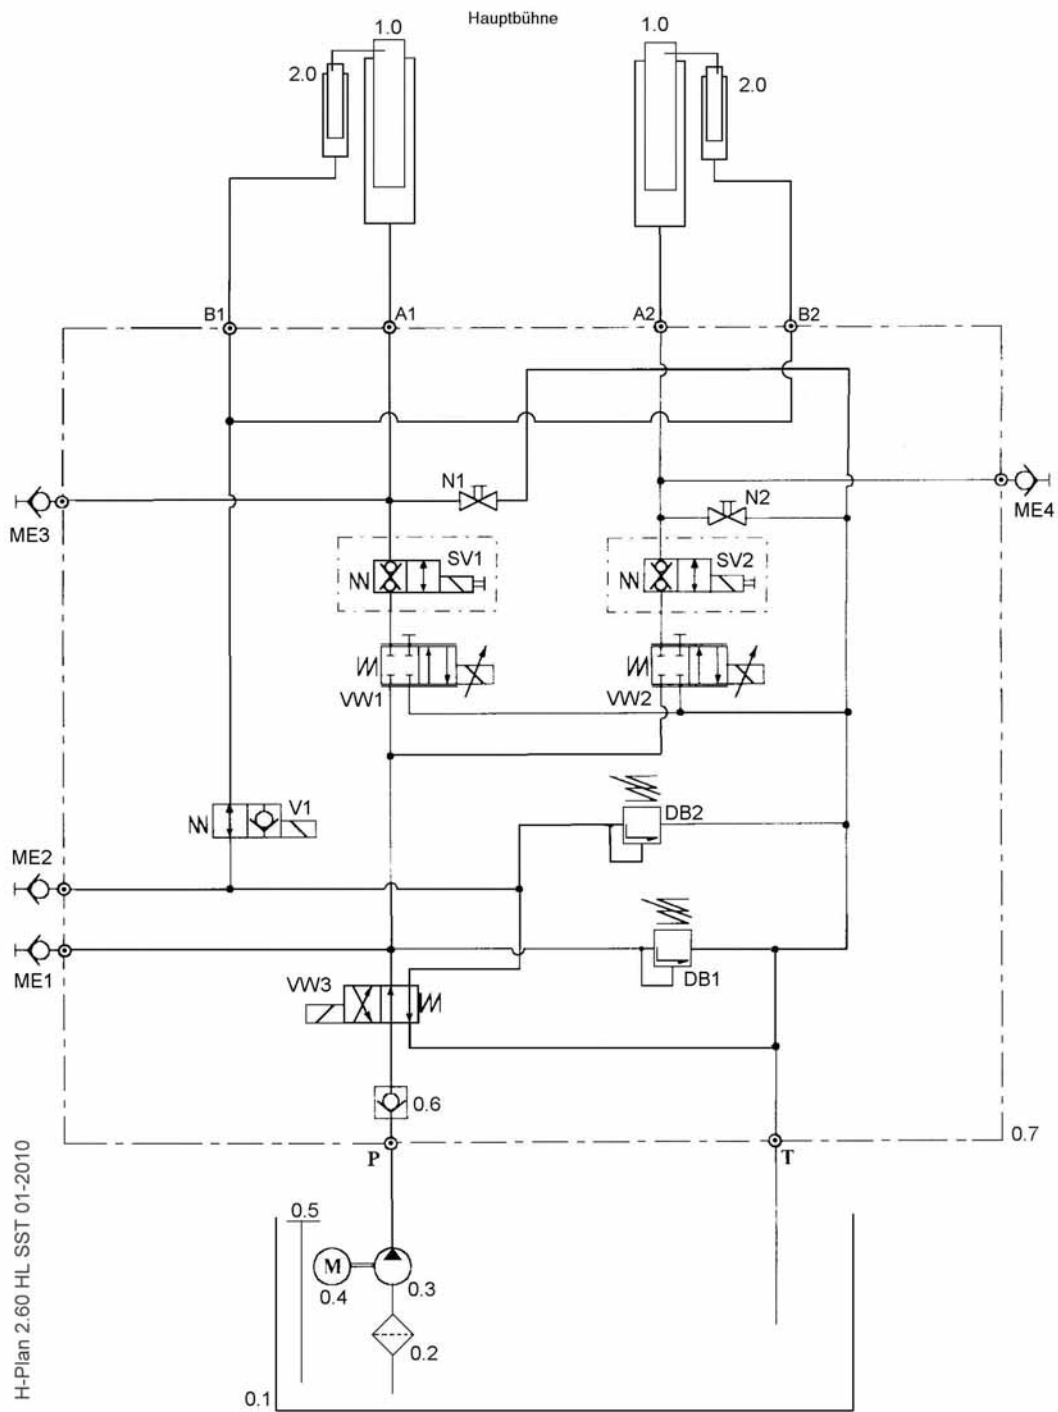 Hauptbühne
1.0
1.0
2.0
2.0
B1
A1
A2
B2
N1
N2
ME3
ME4
SV1
SV2
VW1
VW2
V1
DB2
ME2
ME1
DB1
VW3
0.6
0.7
P
T
0.5
M
0.4
0.3
0.2
0.1
H-Plan 2.60 HL SST 01-2010